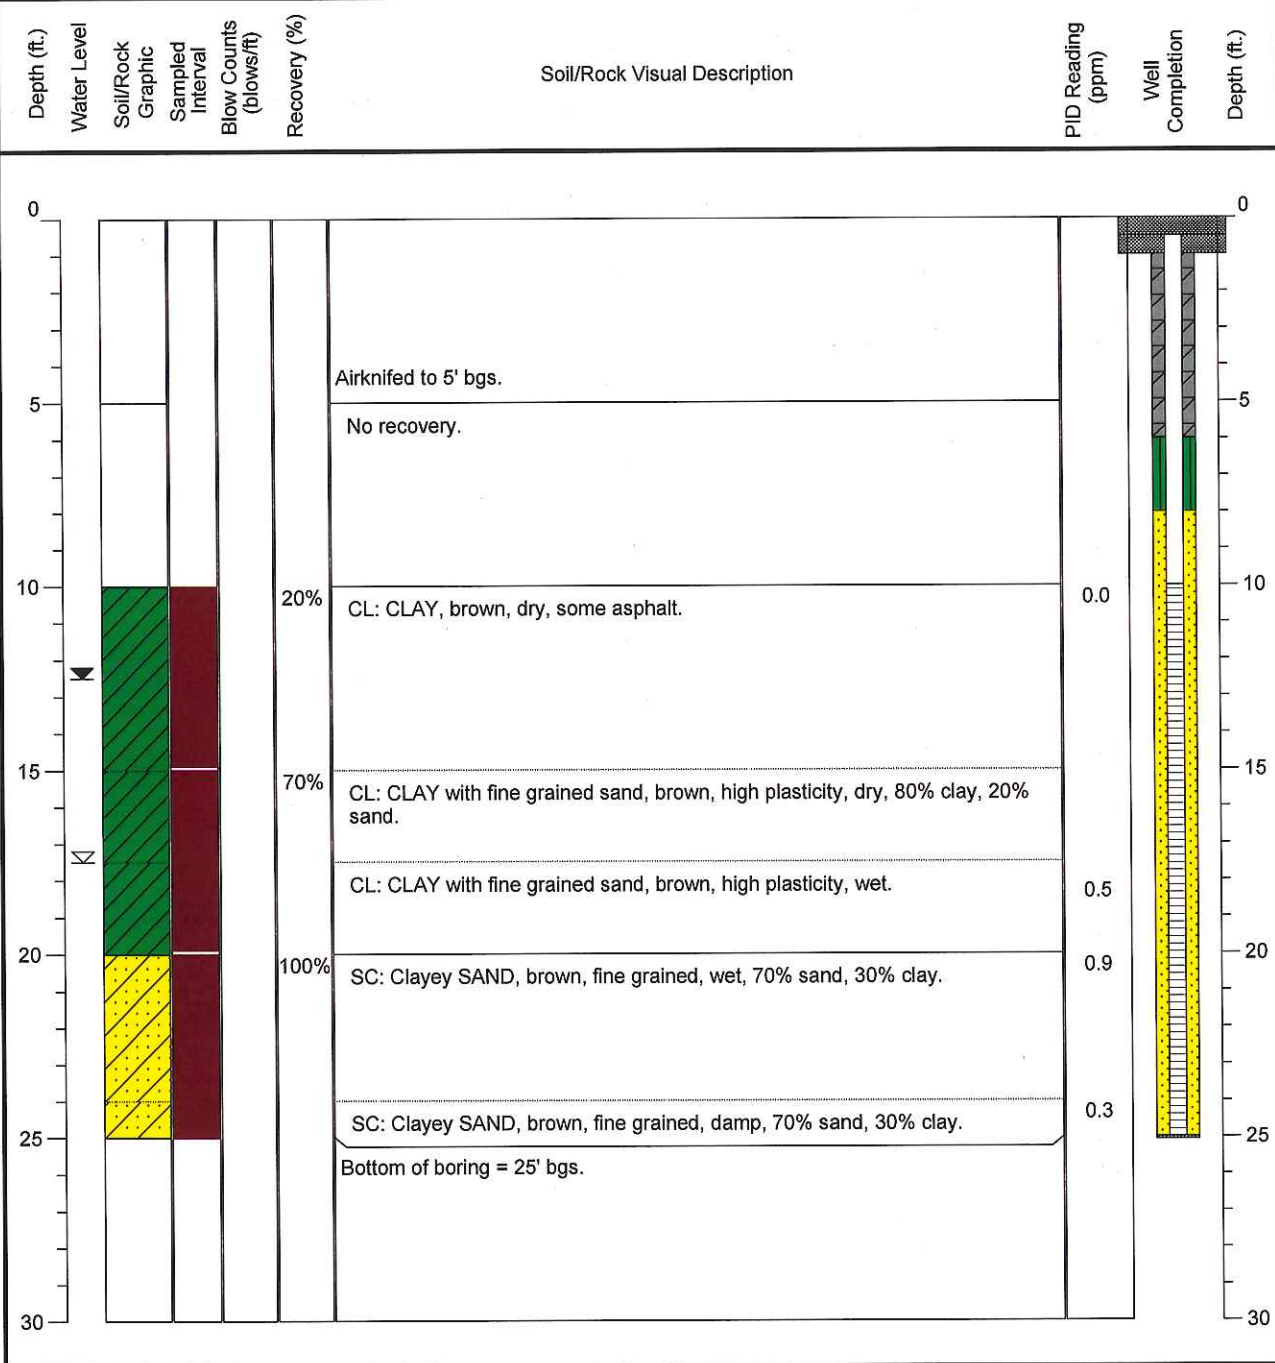 Depth (ft.)
Water Level
Soil/Rock
Graphic
Sampled
Interval
Blow Counts
(blows/ft)
Recovery (%)
Soil/Rock Visual Description
PID Reading
(ppm)
Well
Completion
Depth (ft.)
0
0
Airknifed to 5' bgs.
5
5
No recovery.
10
20%
CL: CLAY, brown, dry, some asphalt.
0.0
10
15
70%
CL: CLAY with fine grained sand, brown, high plasticity, dry, 80% clay, 20%
sand.
15
CL: CLAY with fine grained sand, brown, high plasticity, wet.
0.5
20
100%
SC: Clayey SAND, brown, fine grained, wet, 70% sand, 30% clay.
0.9
20
SC: Clayey SAND, brown, fine grained, damp, 70% sand, 30% clay.
0.3
25
25
Bottom of boring = 25' bgs.
30
30